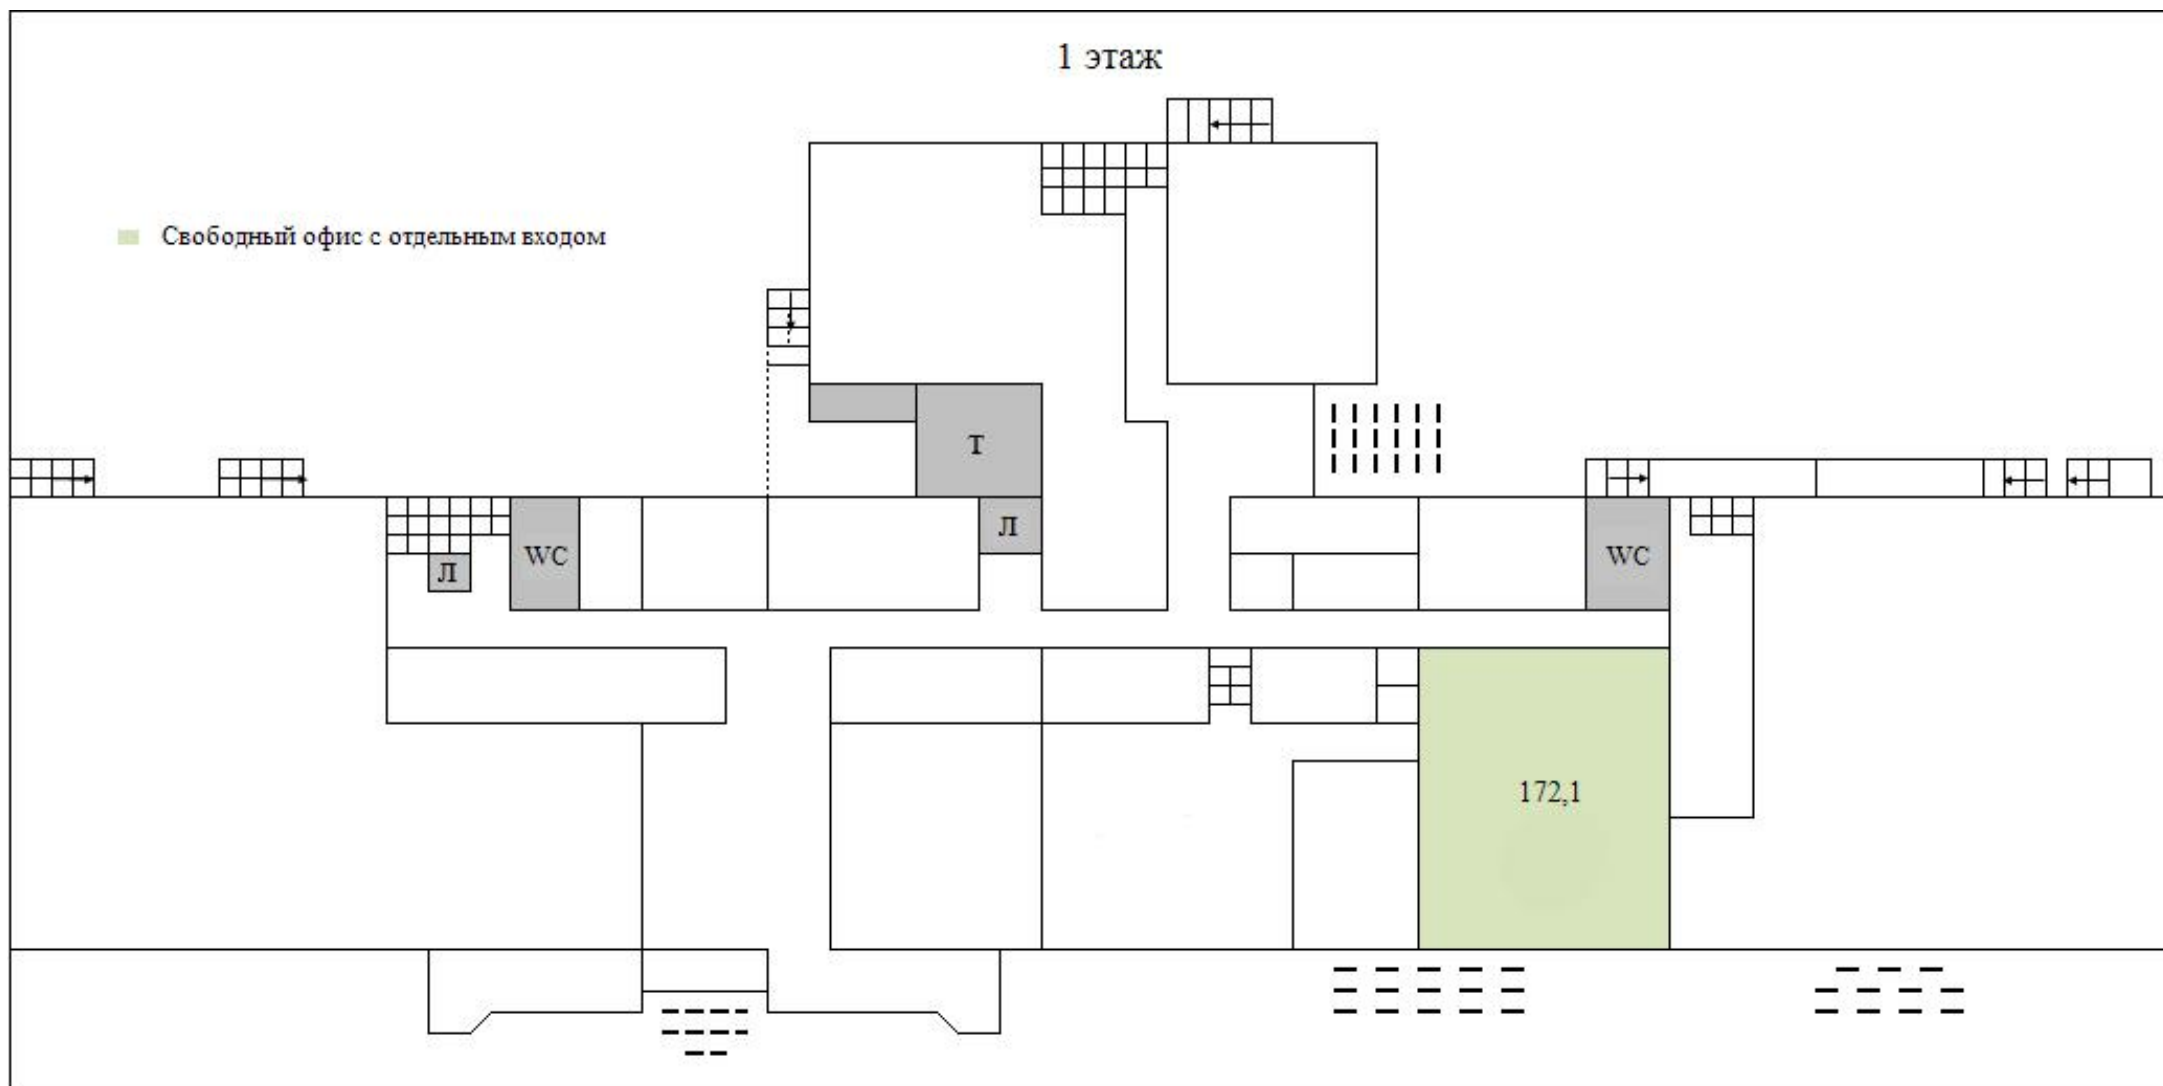 1 этаж
Свободный офис с отдельным входом
Т
Л
WC
Л
WC
172,1